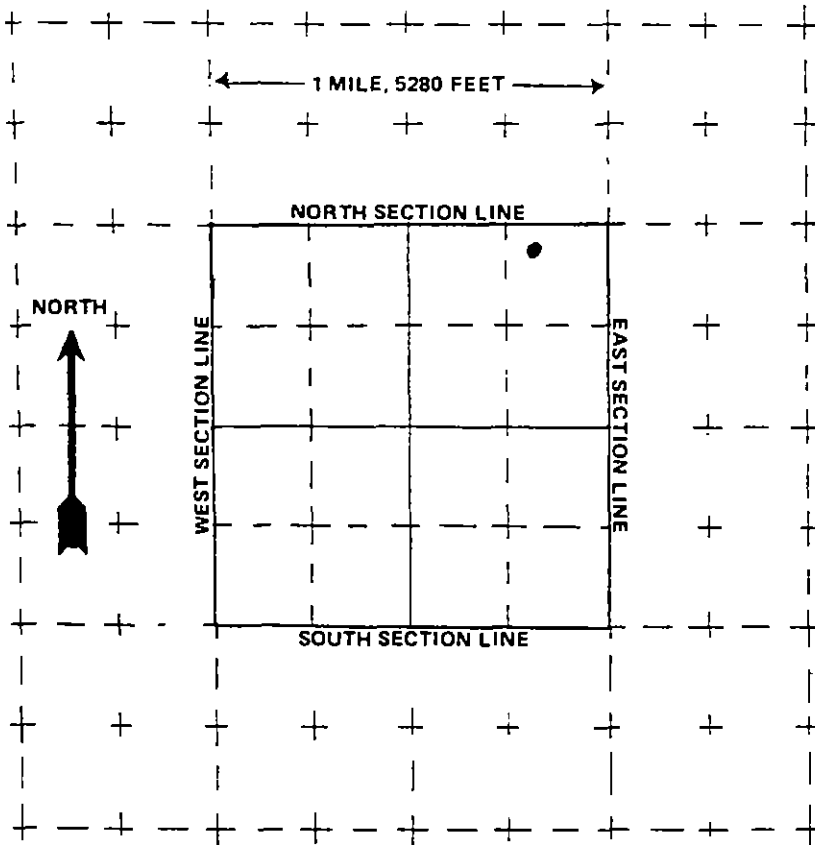 1 MILE, 5280 FEET
NORTH SECTION LINE
NORTH
WEST SECTION LINE
EAST SECTION LINE
SOUTH SECTION LINE